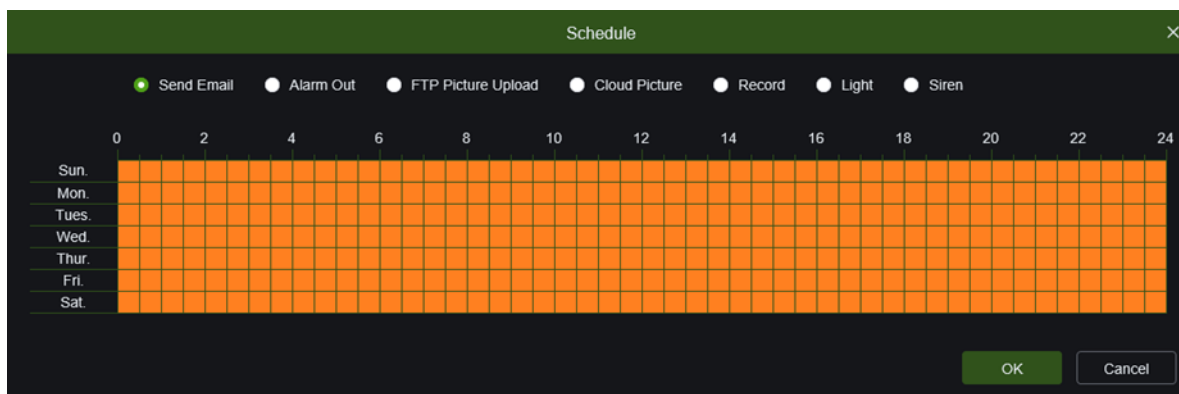 Schedule
Send Email Alarm Out FTP Picture Upload Cloud Picture Record Light Siren
0 2 4 6 8 10 12 14 16 18 20 22 24
Sun.
Mon.
Tues.
Wed.
Thur.
Fri.
Sat.
OK Cancel